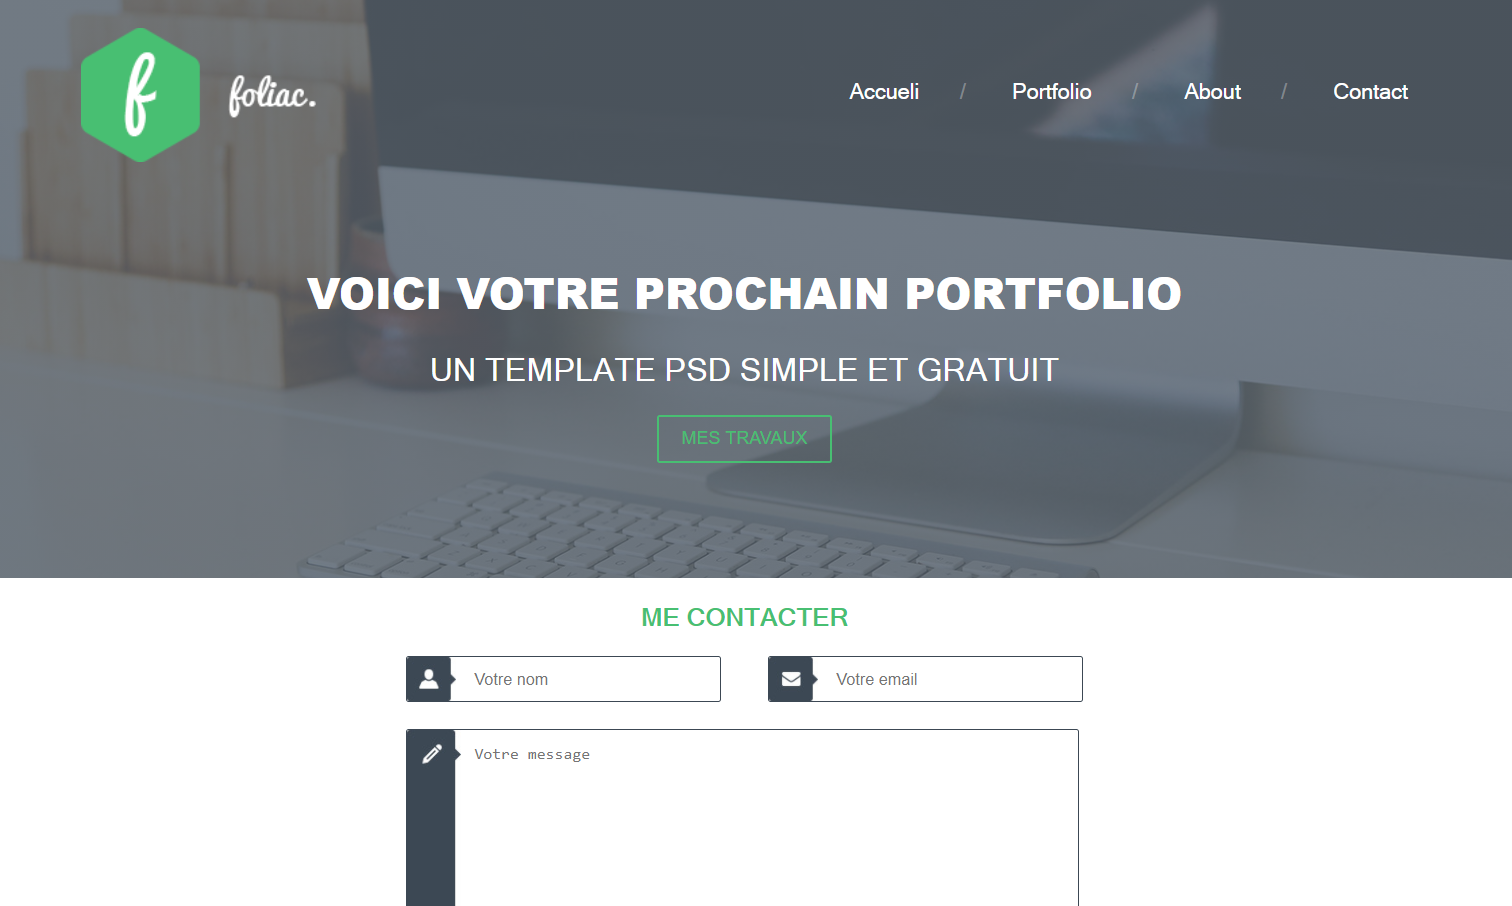 f
foliac.
Accueli / Portfolio / About / Contact
VOICI VOTRE PROCHAIN PORTFOLIO
UN TEMPLATE PSD SIMPLE ET GRATUIT
MES TRAVAUX
ME CONTACTER
Votre nom
Votre email
Votre message